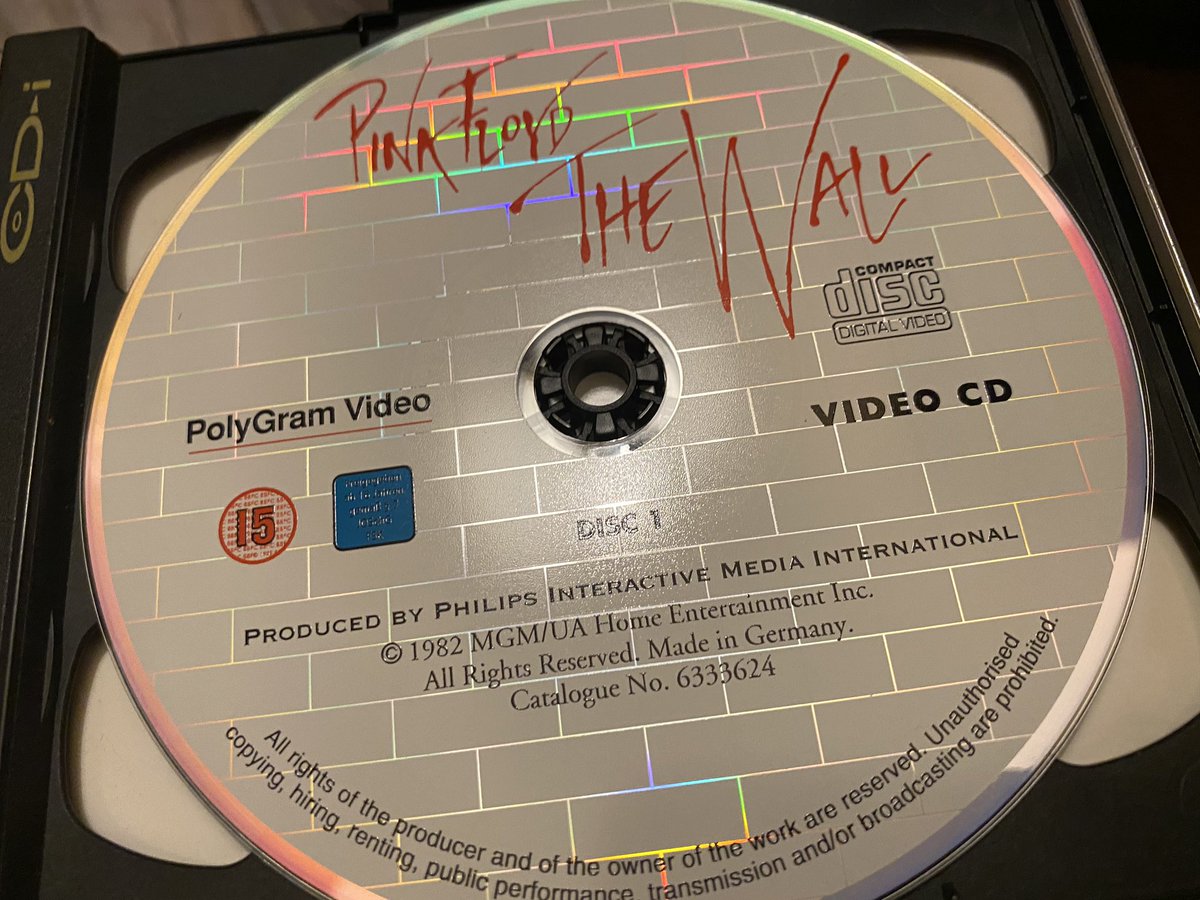 CD-i
PINK FLOYD
THE WALL
COMPACT
disc
DIGITAL VIDEO
PolyGram Video
VIDEO CD
15
DISC 1
PRODUCED BY PHILIPS INTERACTIVE MEDIA INTERNATIONAL
© 1982 MGM/UA Home Entertainment Inc.
All Rights Reserved. Made in Germany.
Catalogue No. 6333624
All rights of the producer and of the owner of the work are reserved. Unauthorised
copying, hiring, renting, public performance, transmission and/or broadcasting are prohibited.